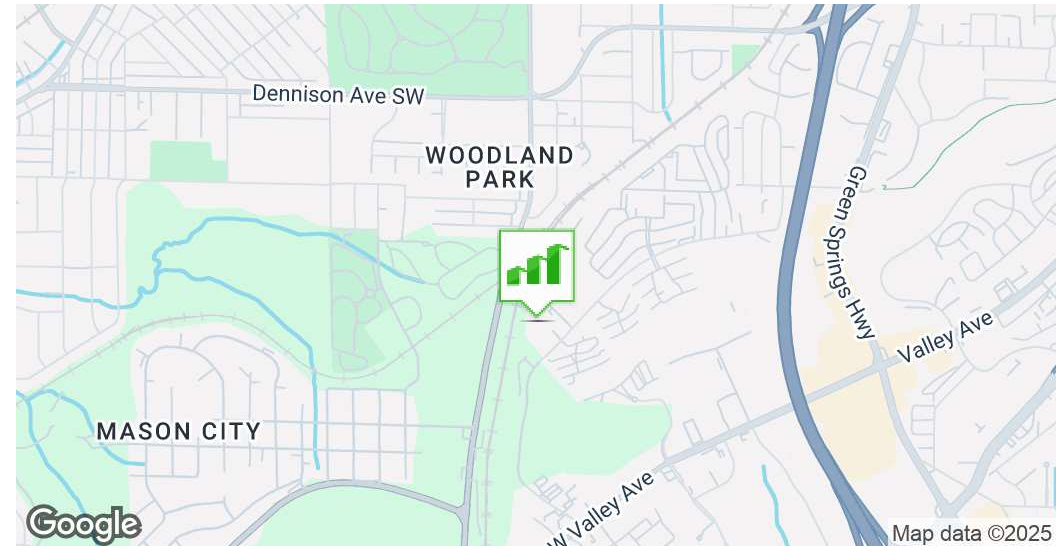 Dennison Ave SW
WOODLAND
PARK
Green Springs Hwy
Valley Ave
MASON CITY
W Valley Ave
Google
Map data ©2025